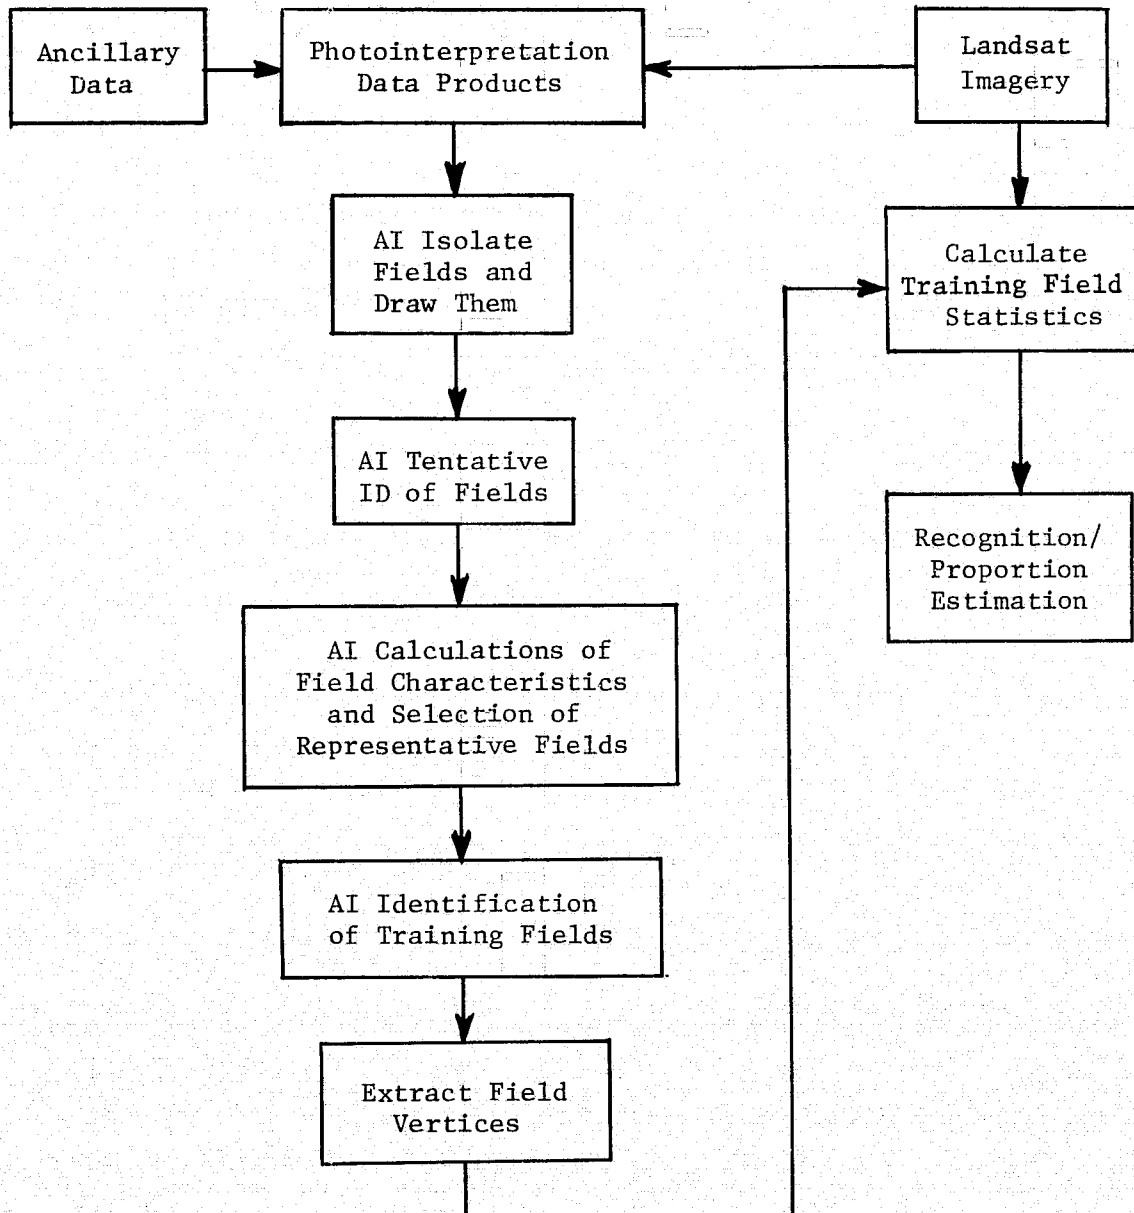 Ancillary
Data
Photointerpretation
Data Products
Landsat
Imagery
AI Isolate
Fields and
Draw Them
Calculate
Training Field
Statistics
AI Tentative
ID of Fields
Recognition/
Proportion
Estimation
AI Calculations of
Field Characteristics
and Selection of
Representative Fields
AI Identification
of Training Fields
Extract Field
Vertices